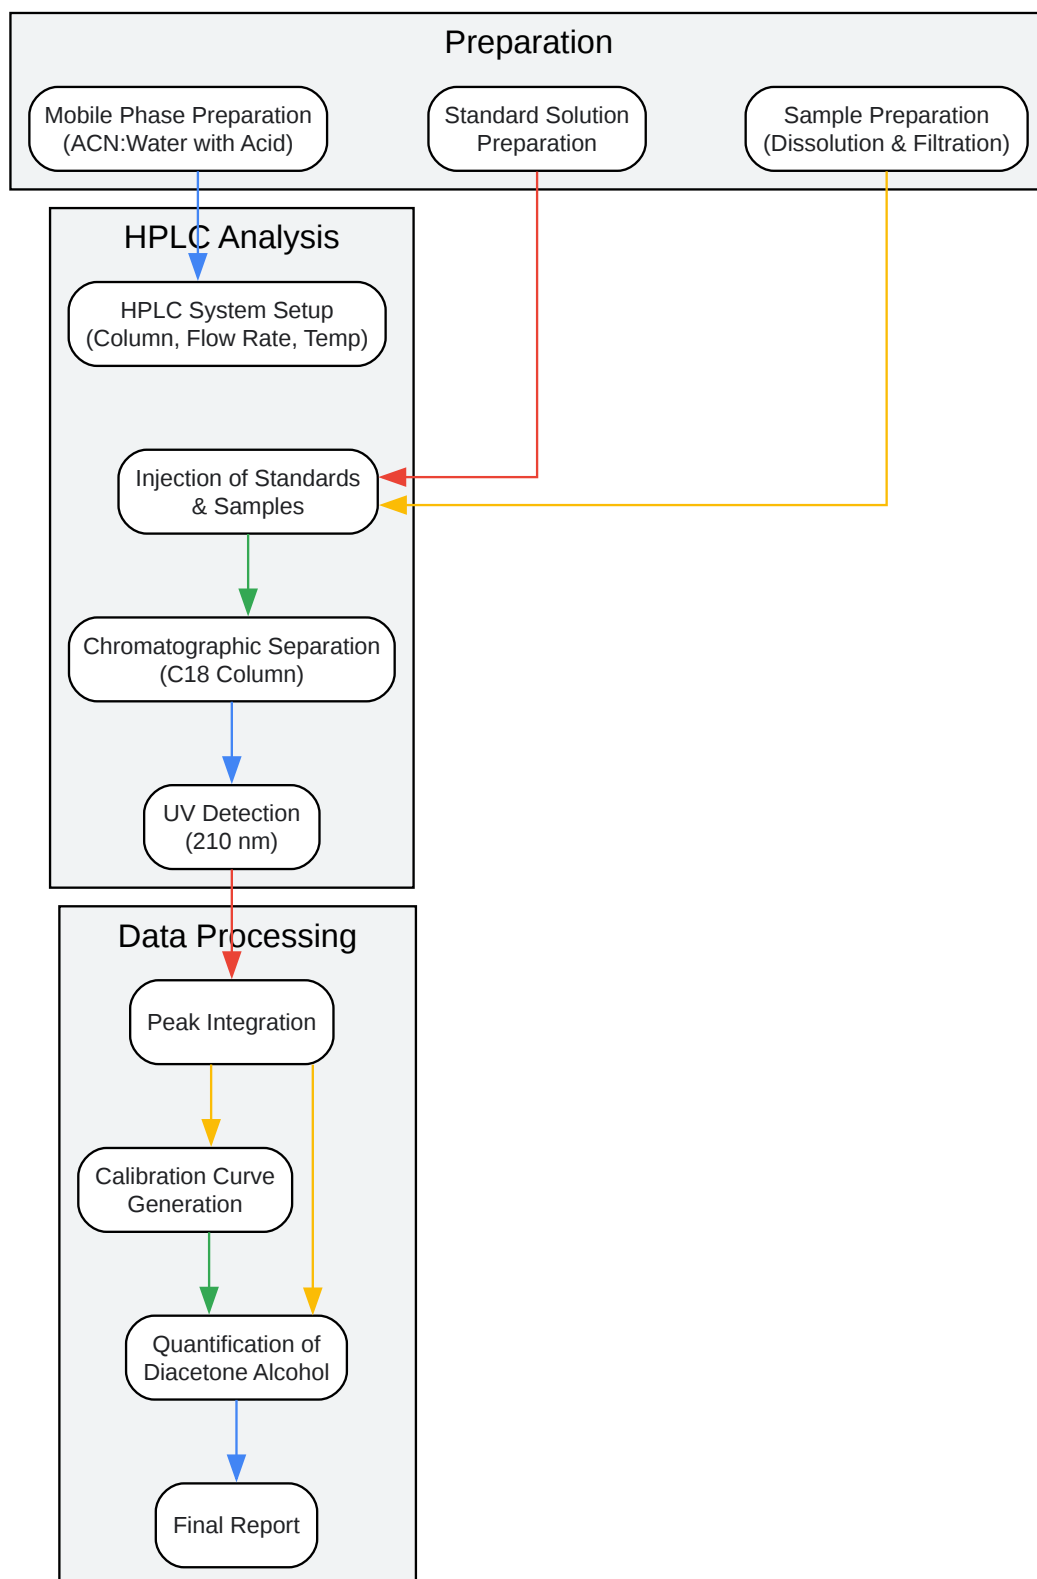 Preparation
Mobile Phase Preparation
(ACN:Water with Acid)
Standard Solution
Preparation
Sample Preparation
(Dissolution & Filtration)
HPLC Analysis
HPLC System Setup
(Column, Flow Rate, Temp)
Injection of Standards
& Samples
Chromatographic Separation
(C18 Column)
UV Detection
(210 nm)
Data Processing
Peak Integration
Calibration Curve
Generation
Quantification of
Diacetone Alcohol
Final Report